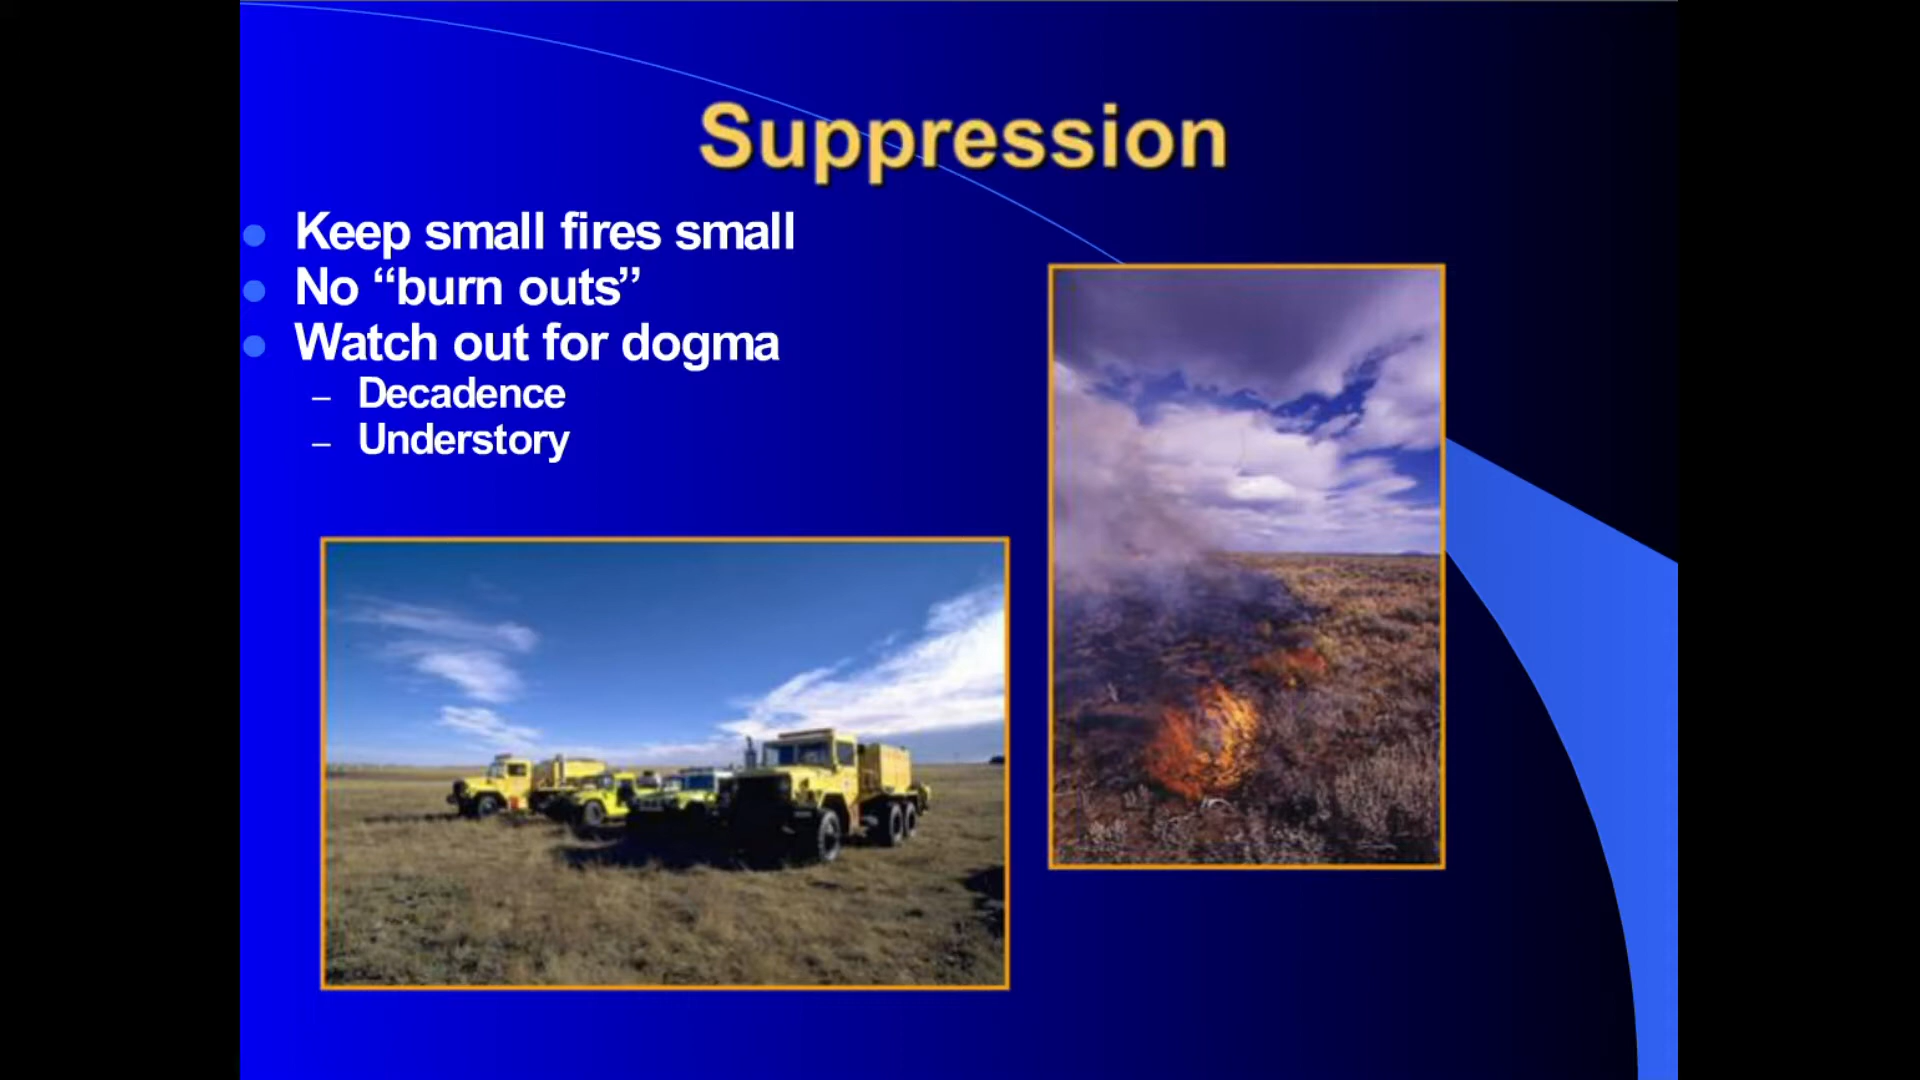 Suppression
Keep small fires small
No “burn outs”
Watch out for dogma
– Decadence
– Understory